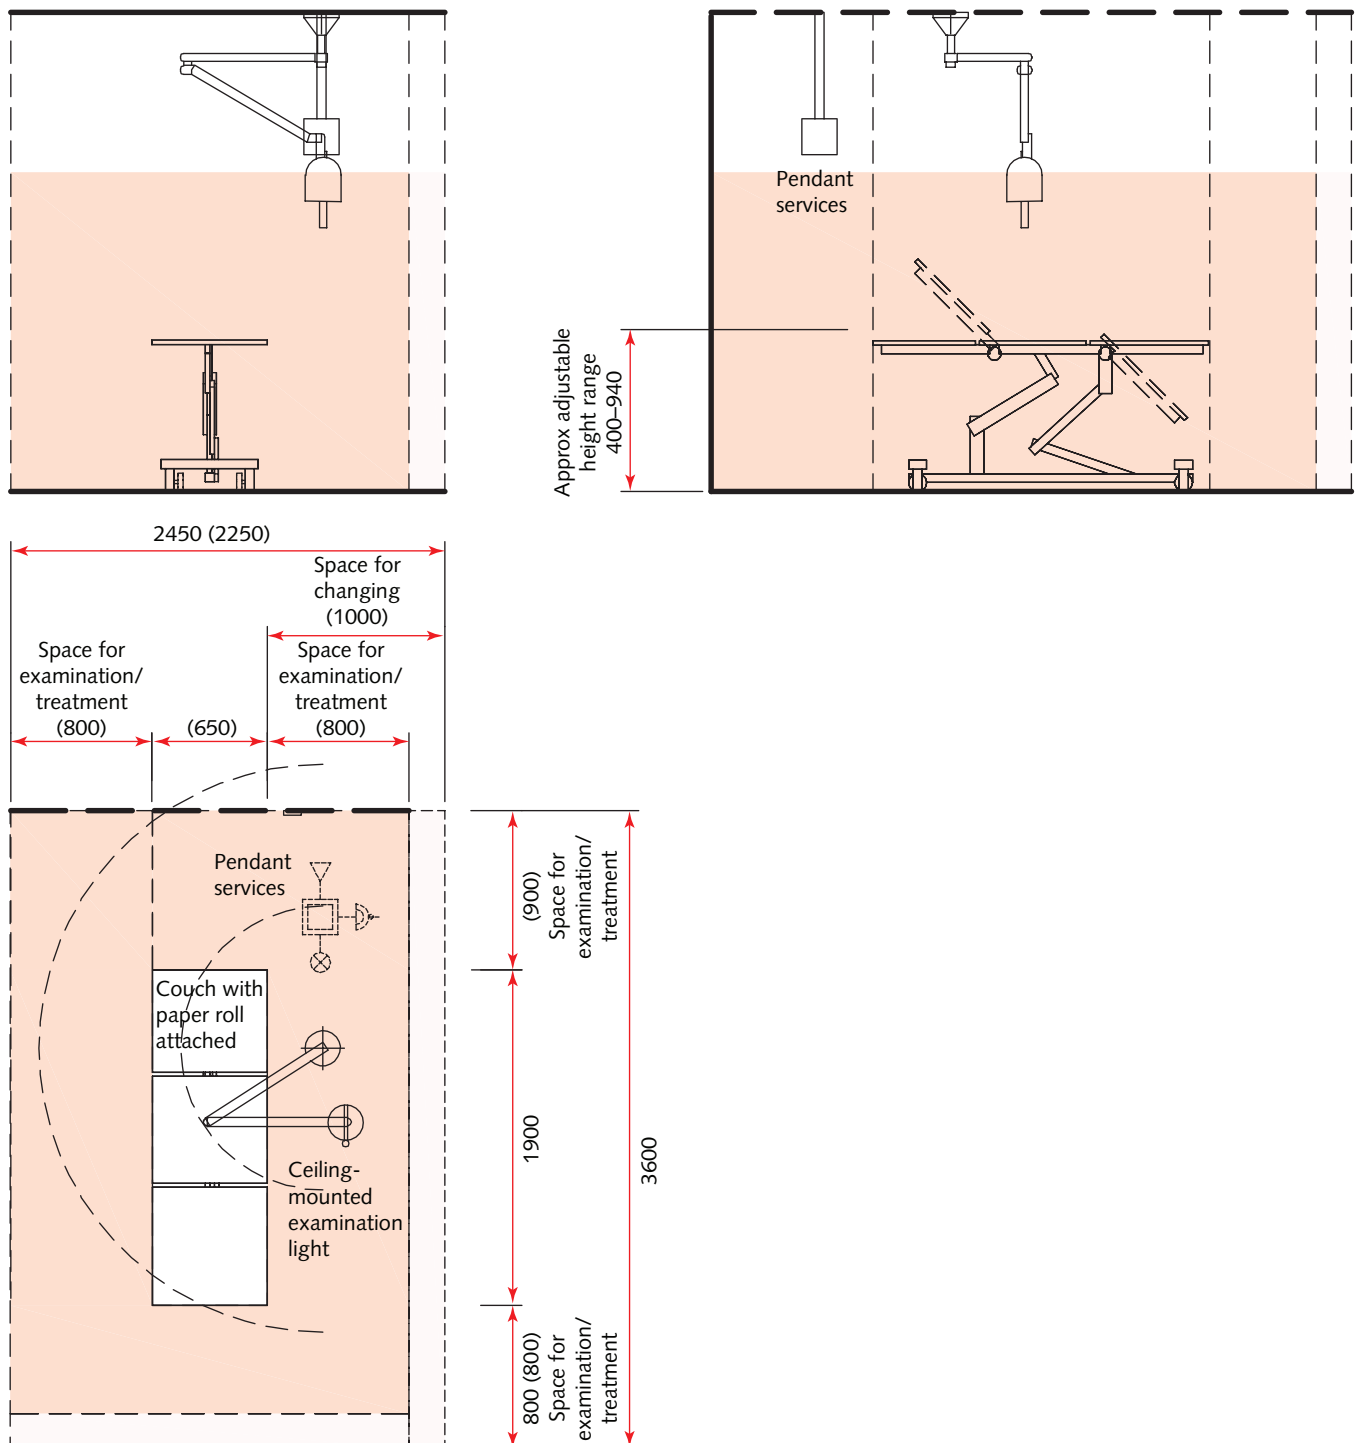 Pendant
services
Approx adjustable
height range
400–940
2450 (2250)
Space for
changing
(1000)
Space for
examination/
treatment
(800)
(650)
Space for
examination/
treatment
(800)
Pendant
services
Couch with
paper roll
attached
Ceiling-
mounted
examination
light
(900)
Space for
examination/
treatment
1900
3600
800 (800)
Space for
examination/
treatment